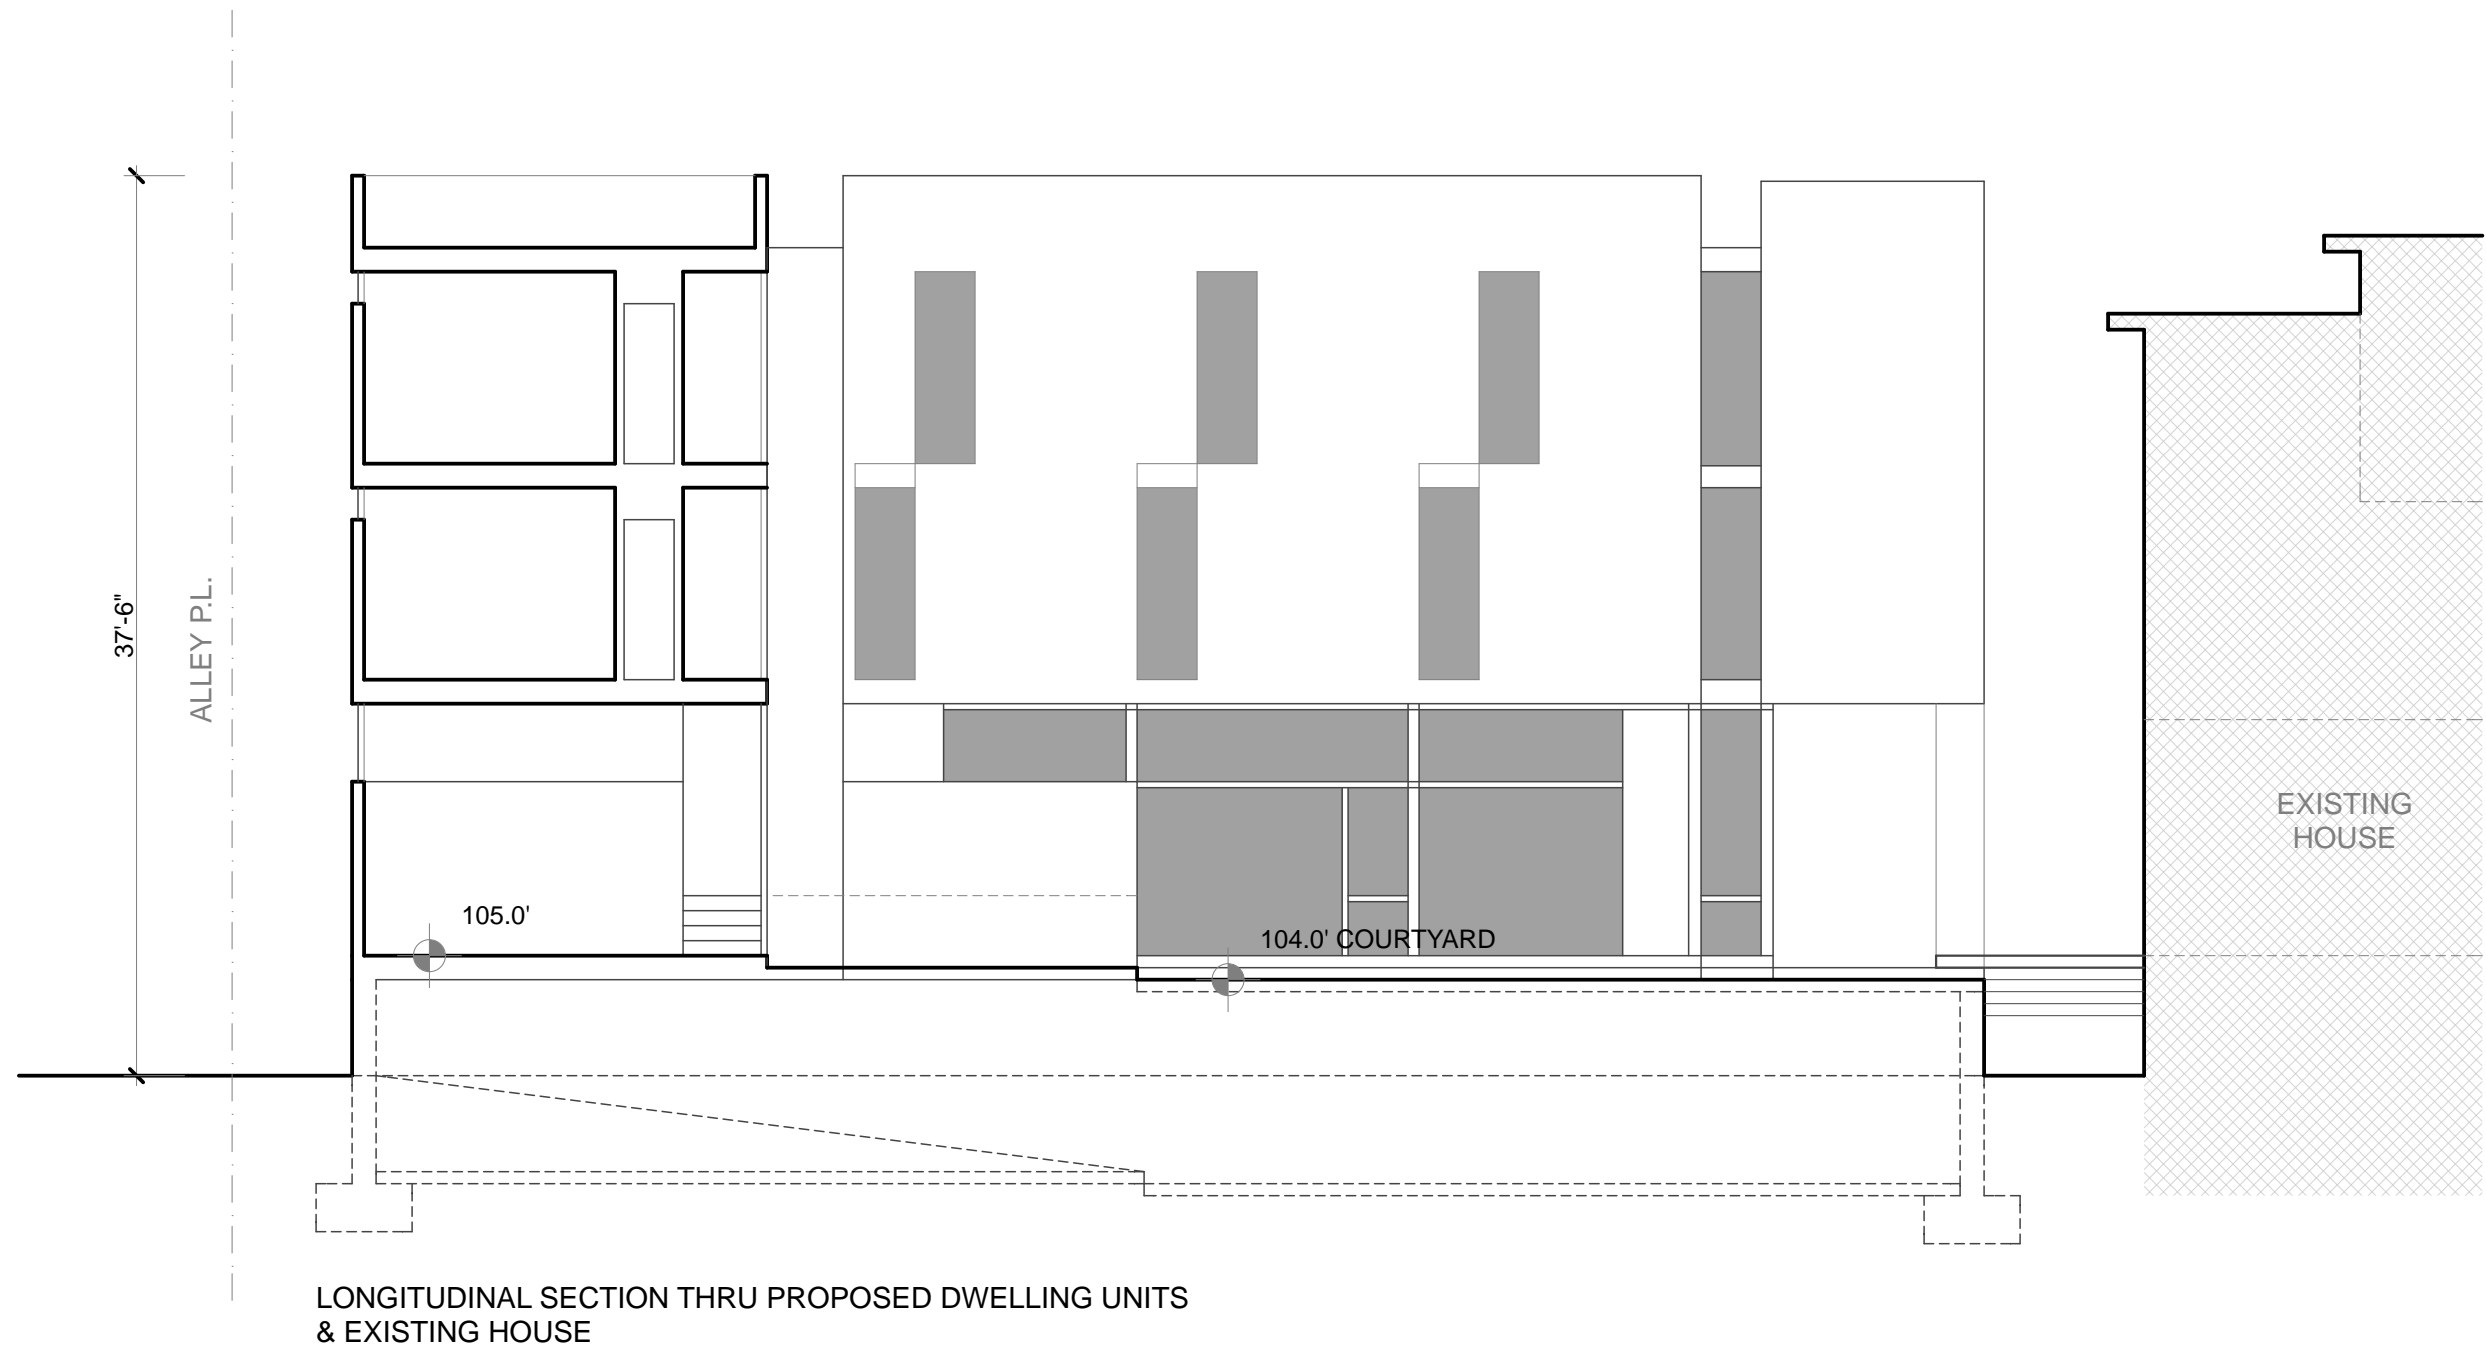 37'-6"
ALLEY P.L.
105.0'
104.0' COURTYARD
EXISTING
HOUSE
LONGITUDINAL SECTION THRU PROPOSED DWELLING UNITS
& EXISTING HOUSE